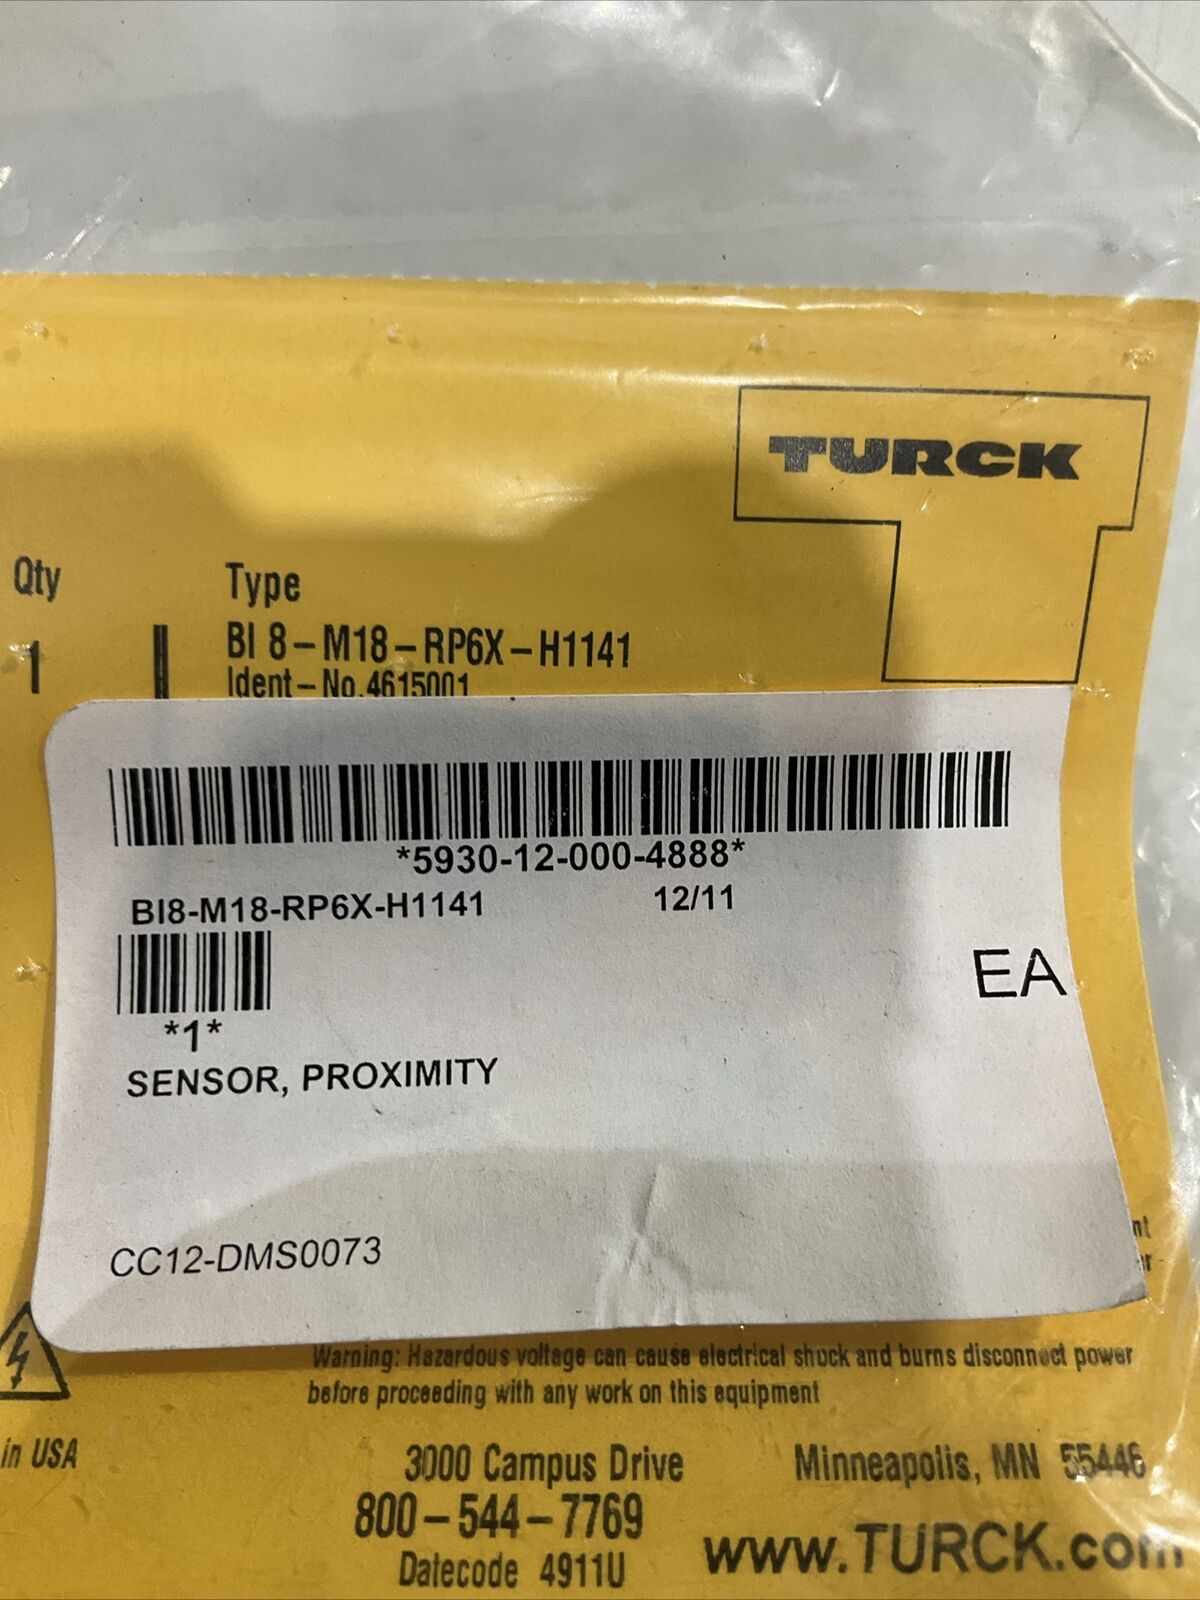 TURCK
Qty Type
1 BI 8-M18-RP6X-H1141
Ident-No.4615001
*5930-12-000-4888*
BI8-M18-RP6X-H1141 12/11
EA
*1*
SENSOR, PROXIMITY
CC12-DMS0073
Warning: Hazardous voltage can cause electrical shock and burns disconnect power
before proceeding with any work on this equipment
in USA
3000 Campus Drive Minneapolis, MN 55446
800-544-7769
www.TURCK.com
Datecode 4911U